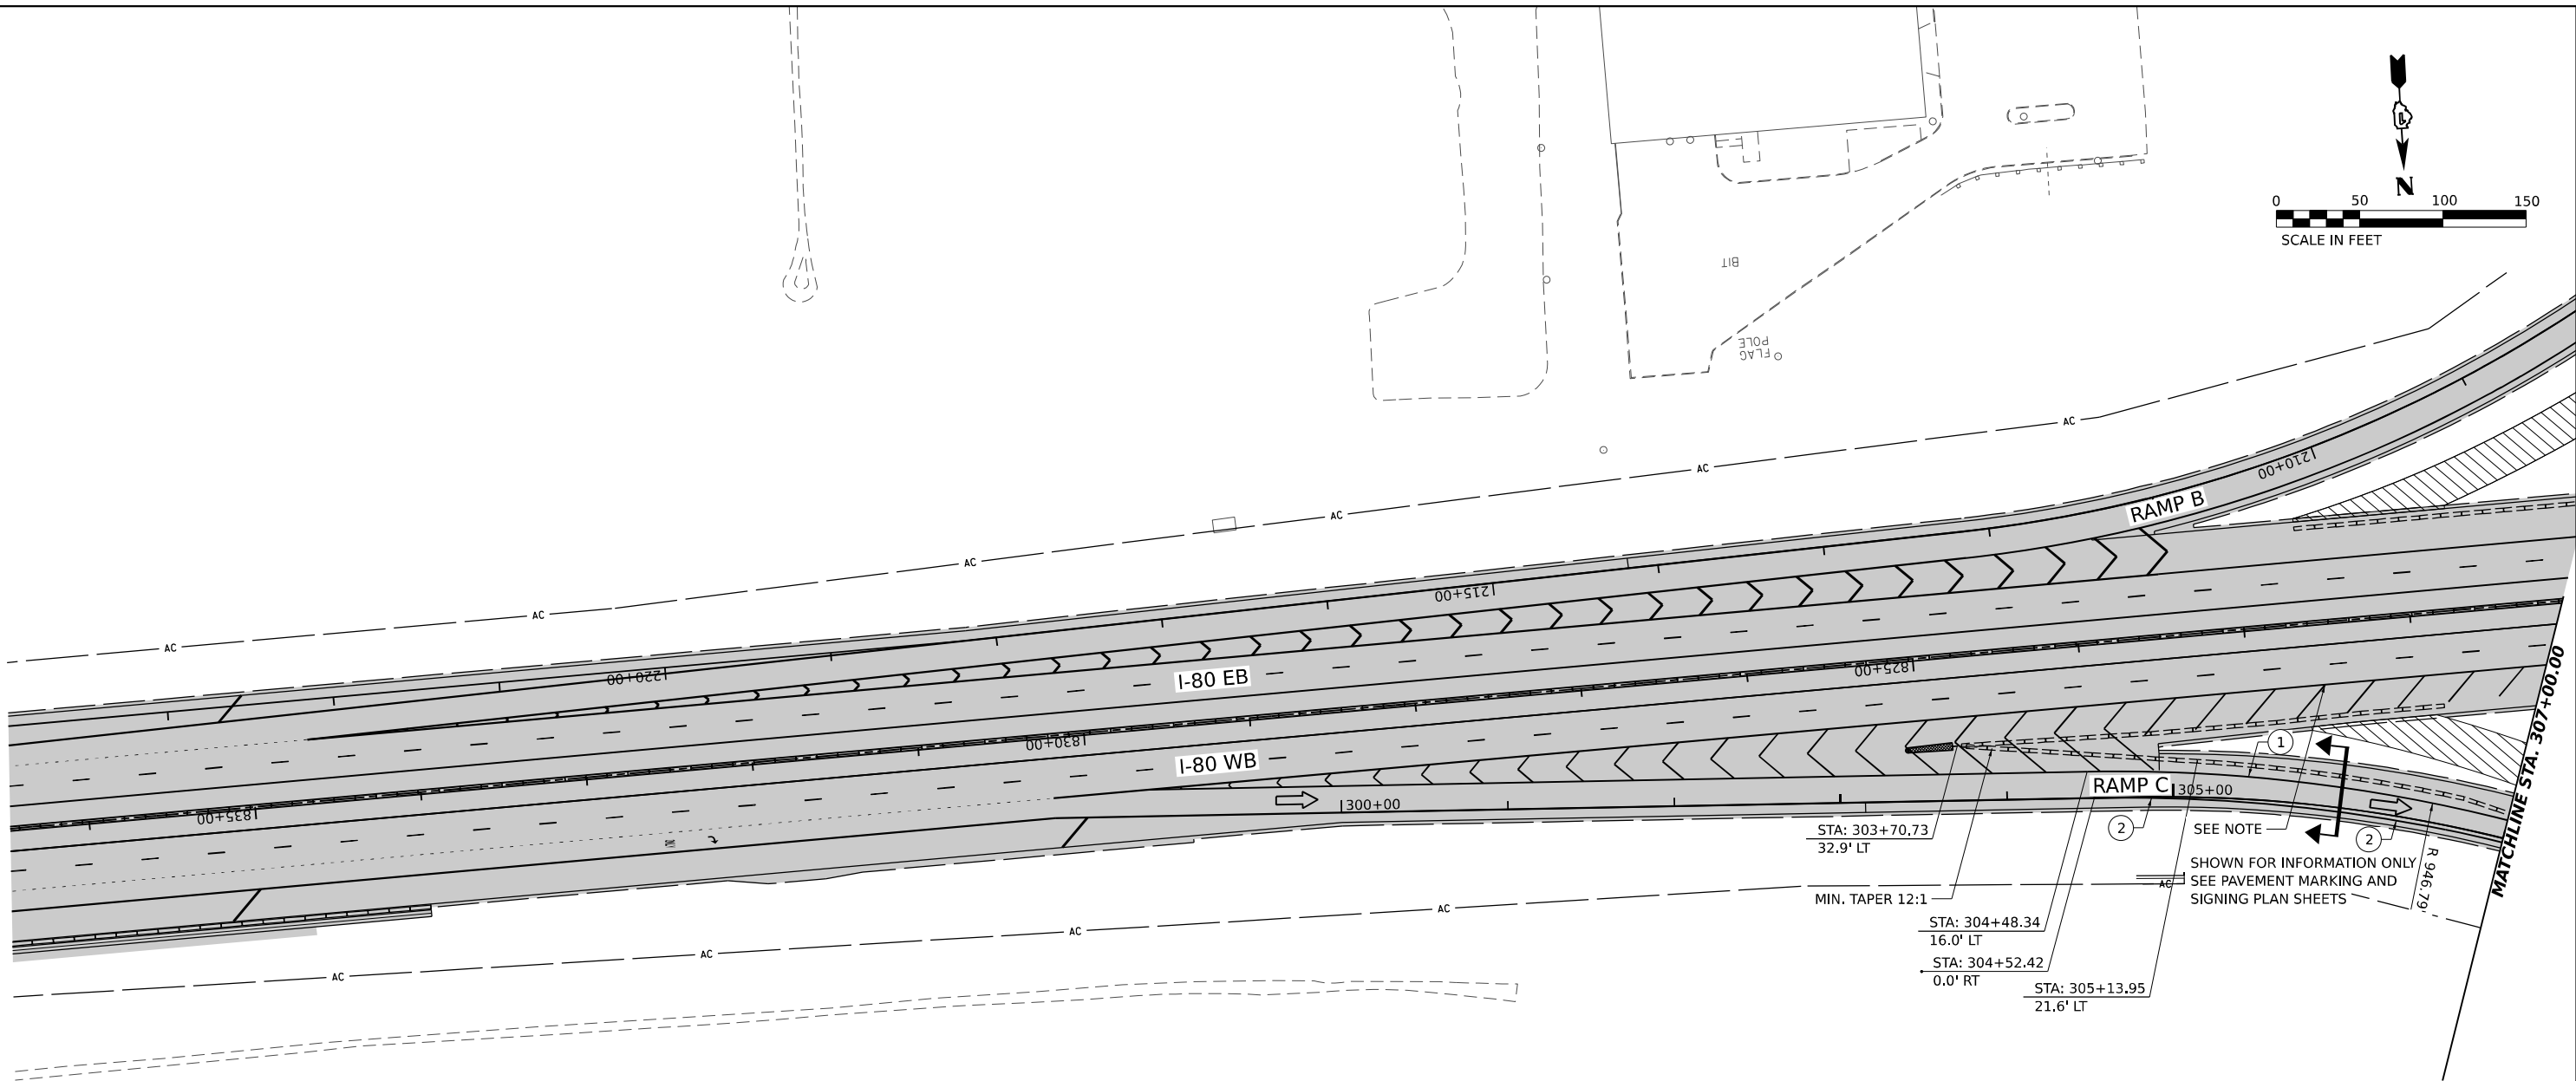 N
0 50 100 150
SCALE IN FEET
BIT
FLAG
POLE
AC
AC
AC
AC
AC
AC
210+00
RAMP B
215+00
220+00
I-80 EB
825+00
1830+00
I-80 WB
1835+00
MATCHLINE STA. 307+00.00
1
RAMP C
305+00
300+00
STA: 303+70.73
32.9' LT
2
SEE NOTE
2
SHOWN FOR INFORMATION ONLY
SEE PAVEMENT MARKING AND
SIGNING PLAN SHEETS
R 946.79'
AC
MIN. TAPER 12:1
STA: 304+48.34
16.0' LT
STA: 304+52.42
0.0' RT
STA: 305+13.95
21.6' LT
AC
AC
AC
AC